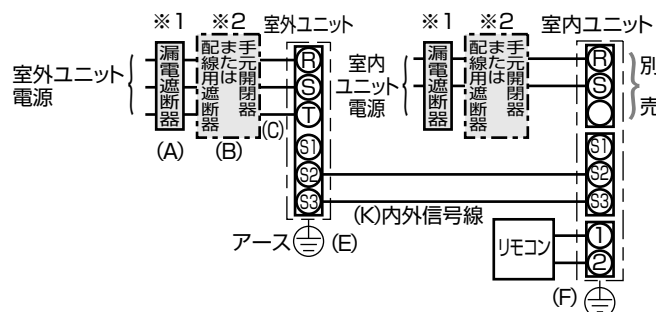 ※1
※2
室外ユニット
室外ユニット
電源
漏電遮断器
手元開閉器
または
配線用遮断器
(A)
(B)
(C)
R
S
T
S1
S2
S3
アース
(E)
※1
※2
室内ユニット
室内
ユニット
電源
漏電遮断器
手元開閉器
または
配線用遮断器
R
S
別
売
S1
S2
S3
(K)内外信号線
リモコン
1
2
(F)